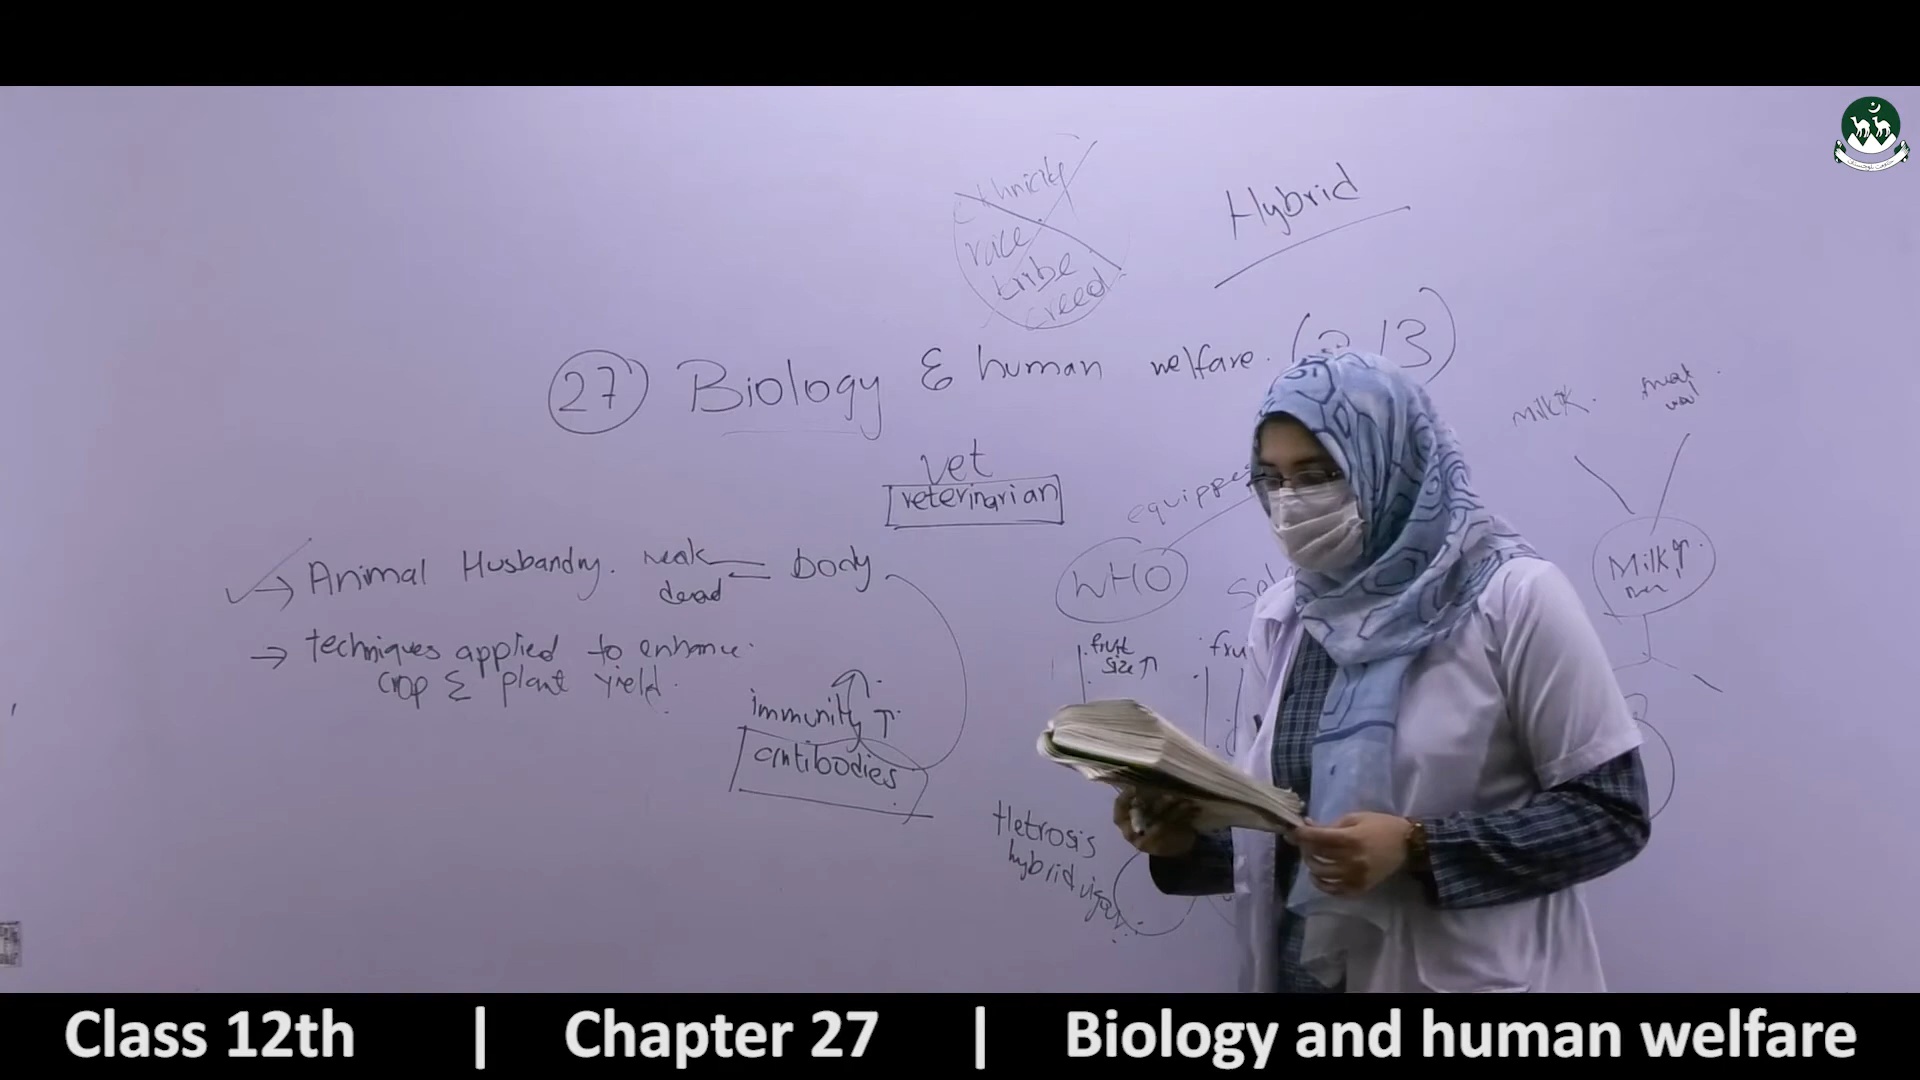 ethnicity
race
tribe
creed
Hybrid
27 Biology & human welfare.
vet
veterinarian
→ Animal Husbandry.
weak
dead
body
→ techniques applied to enhance
crop & plant yield.
immunity ↑
antibodies
WHO
fruit
size ↑
Milk
Milk ↑
Hetrosis
hybrid vigour
Class 12th | Chapter 27 | Biology and human welfare